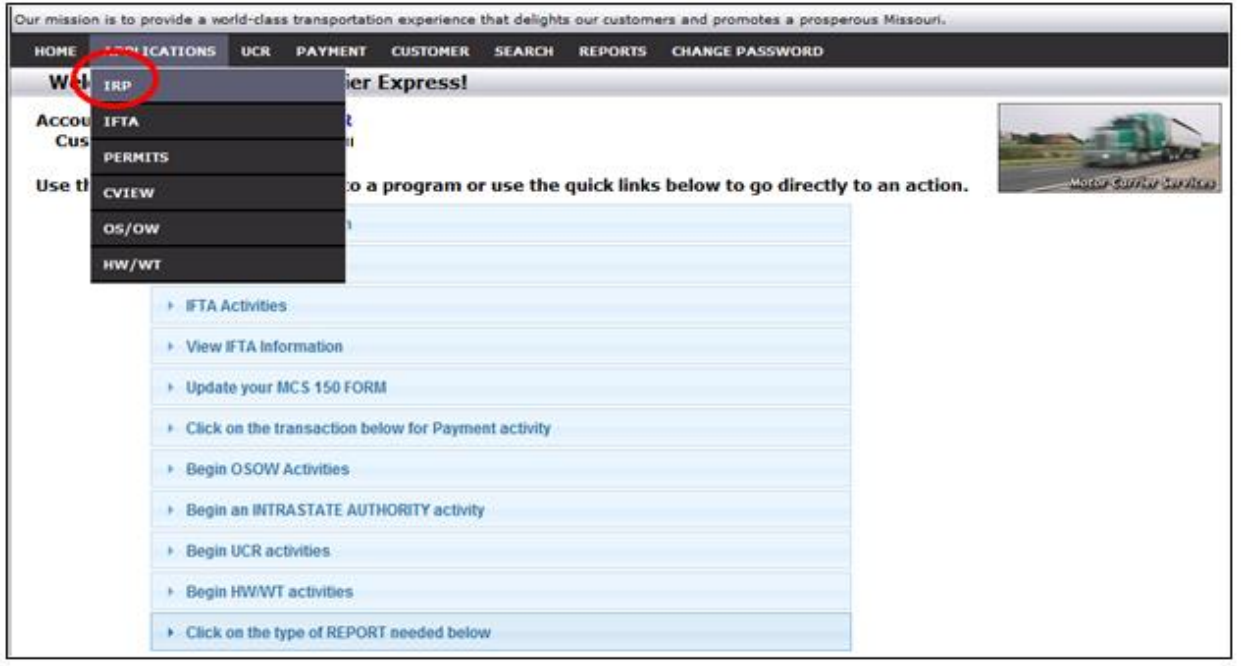 Our mission is to provide a world-class transportation experience that delights our customers and promotes a prosperous Missouri.
HOME APPLICATIONS UCR PAYMENT CUSTOMER SEARCH REPORTS CHANGE PASSWORD
Express!
IRP
IFTA
PERMITS
CVIEW
OS/OW
HW/WT
Use
to a program or use the quick links below to go directly to an action.
Motor Carrier Services
IFTA Activities
View IFTA Information
Update your MCS 150 FORM
Click on the transaction below for Payment activity
Begin OSOW Activities
Begin an INTRASTATE AUTHORITY activity
Begin UCR activities
Begin HW/WT activities
Click on the type of REPORT needed below